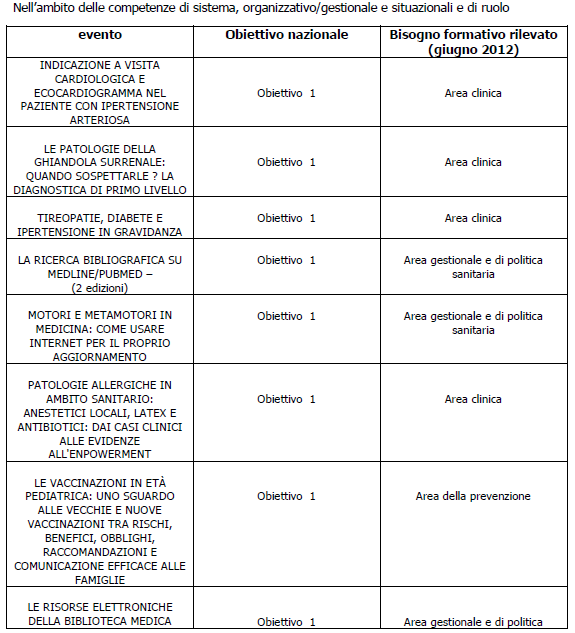 Nell'ambito delle competenze di sistema, organizzativo/gestionale e situazionali e di ruolo
evento
Obiettivo nazionale
Bisogno formativo rilevato
(giugno 2012)
INDICAZIONE A VISITA
CARDIOLOGICA E
ECOCARDIOGRAMMA NEL
PAZIENTE CON IPERTENSIONE
ARTERIOSA
Obiettivo 1
Area clinica
LE PATOLOGIE DELLA
GHIANDOLA SURRENALE:
QUANDO SOSPETTARLE ? LA
DIAGNOSTICA DI PRIMO LIVELLO
Obiettivo 1
Area clinica
TIREOPATIE, DIABETE E
IPERTENSIONE IN GRAVIDANZA
Obiettivo 1
Area clinica
LA RICERCA BIBLIOGRAFICA SU
MEDLINE/PUBMED –
(2 edizioni)
Obiettivo 1
Area gestionale e di politica
sanitaria
MOTORI E METAMOTORI IN
MEDICINA: COME USARE
INTERNET PER IL PROPRIO
AGGIORNAMENTO
Obiettivo 1
Area gestionale e di politica
sanitaria
PATOLOGIE ALLERGICHE IN
AMBITO SANITARIO:
ANESTETICI LOCALI, LATEX E
ANTIBIOTICI: DAI CASI CLINICI
ALLE EVIDENZE
ALL'ENPOWERMENT
Obiettivo 1
Area clinica
LE VACCINAZIONI IN ETÀ
PEDIATRICA: UNO SGUARDO
ALLE VECCHIE E NUOVE
VACCINAZIONI TRA RISCHI,
BENEFICI, OBBLIGHI,
RACCOMANDAZIONI E
COMUNICAZIONE EFFICACE ALLE
FAMIGLIE
Obiettivo 1
Area della prevenzione
LE RISORSE ELETTRONICHE
DELLA BIBLIOTECA MEDICA
Obiettivo 1
Area gestionale e di politica